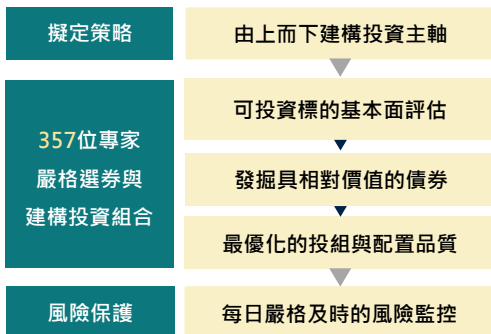 擬定策略
由上而下建構投資主軸
357位專家
嚴格選券與
建構投資組合
可投資標的基本面評估
發掘具相對價值的債券
最優化的投組與配置品質
風險保護
每日嚴格及時的風險監控